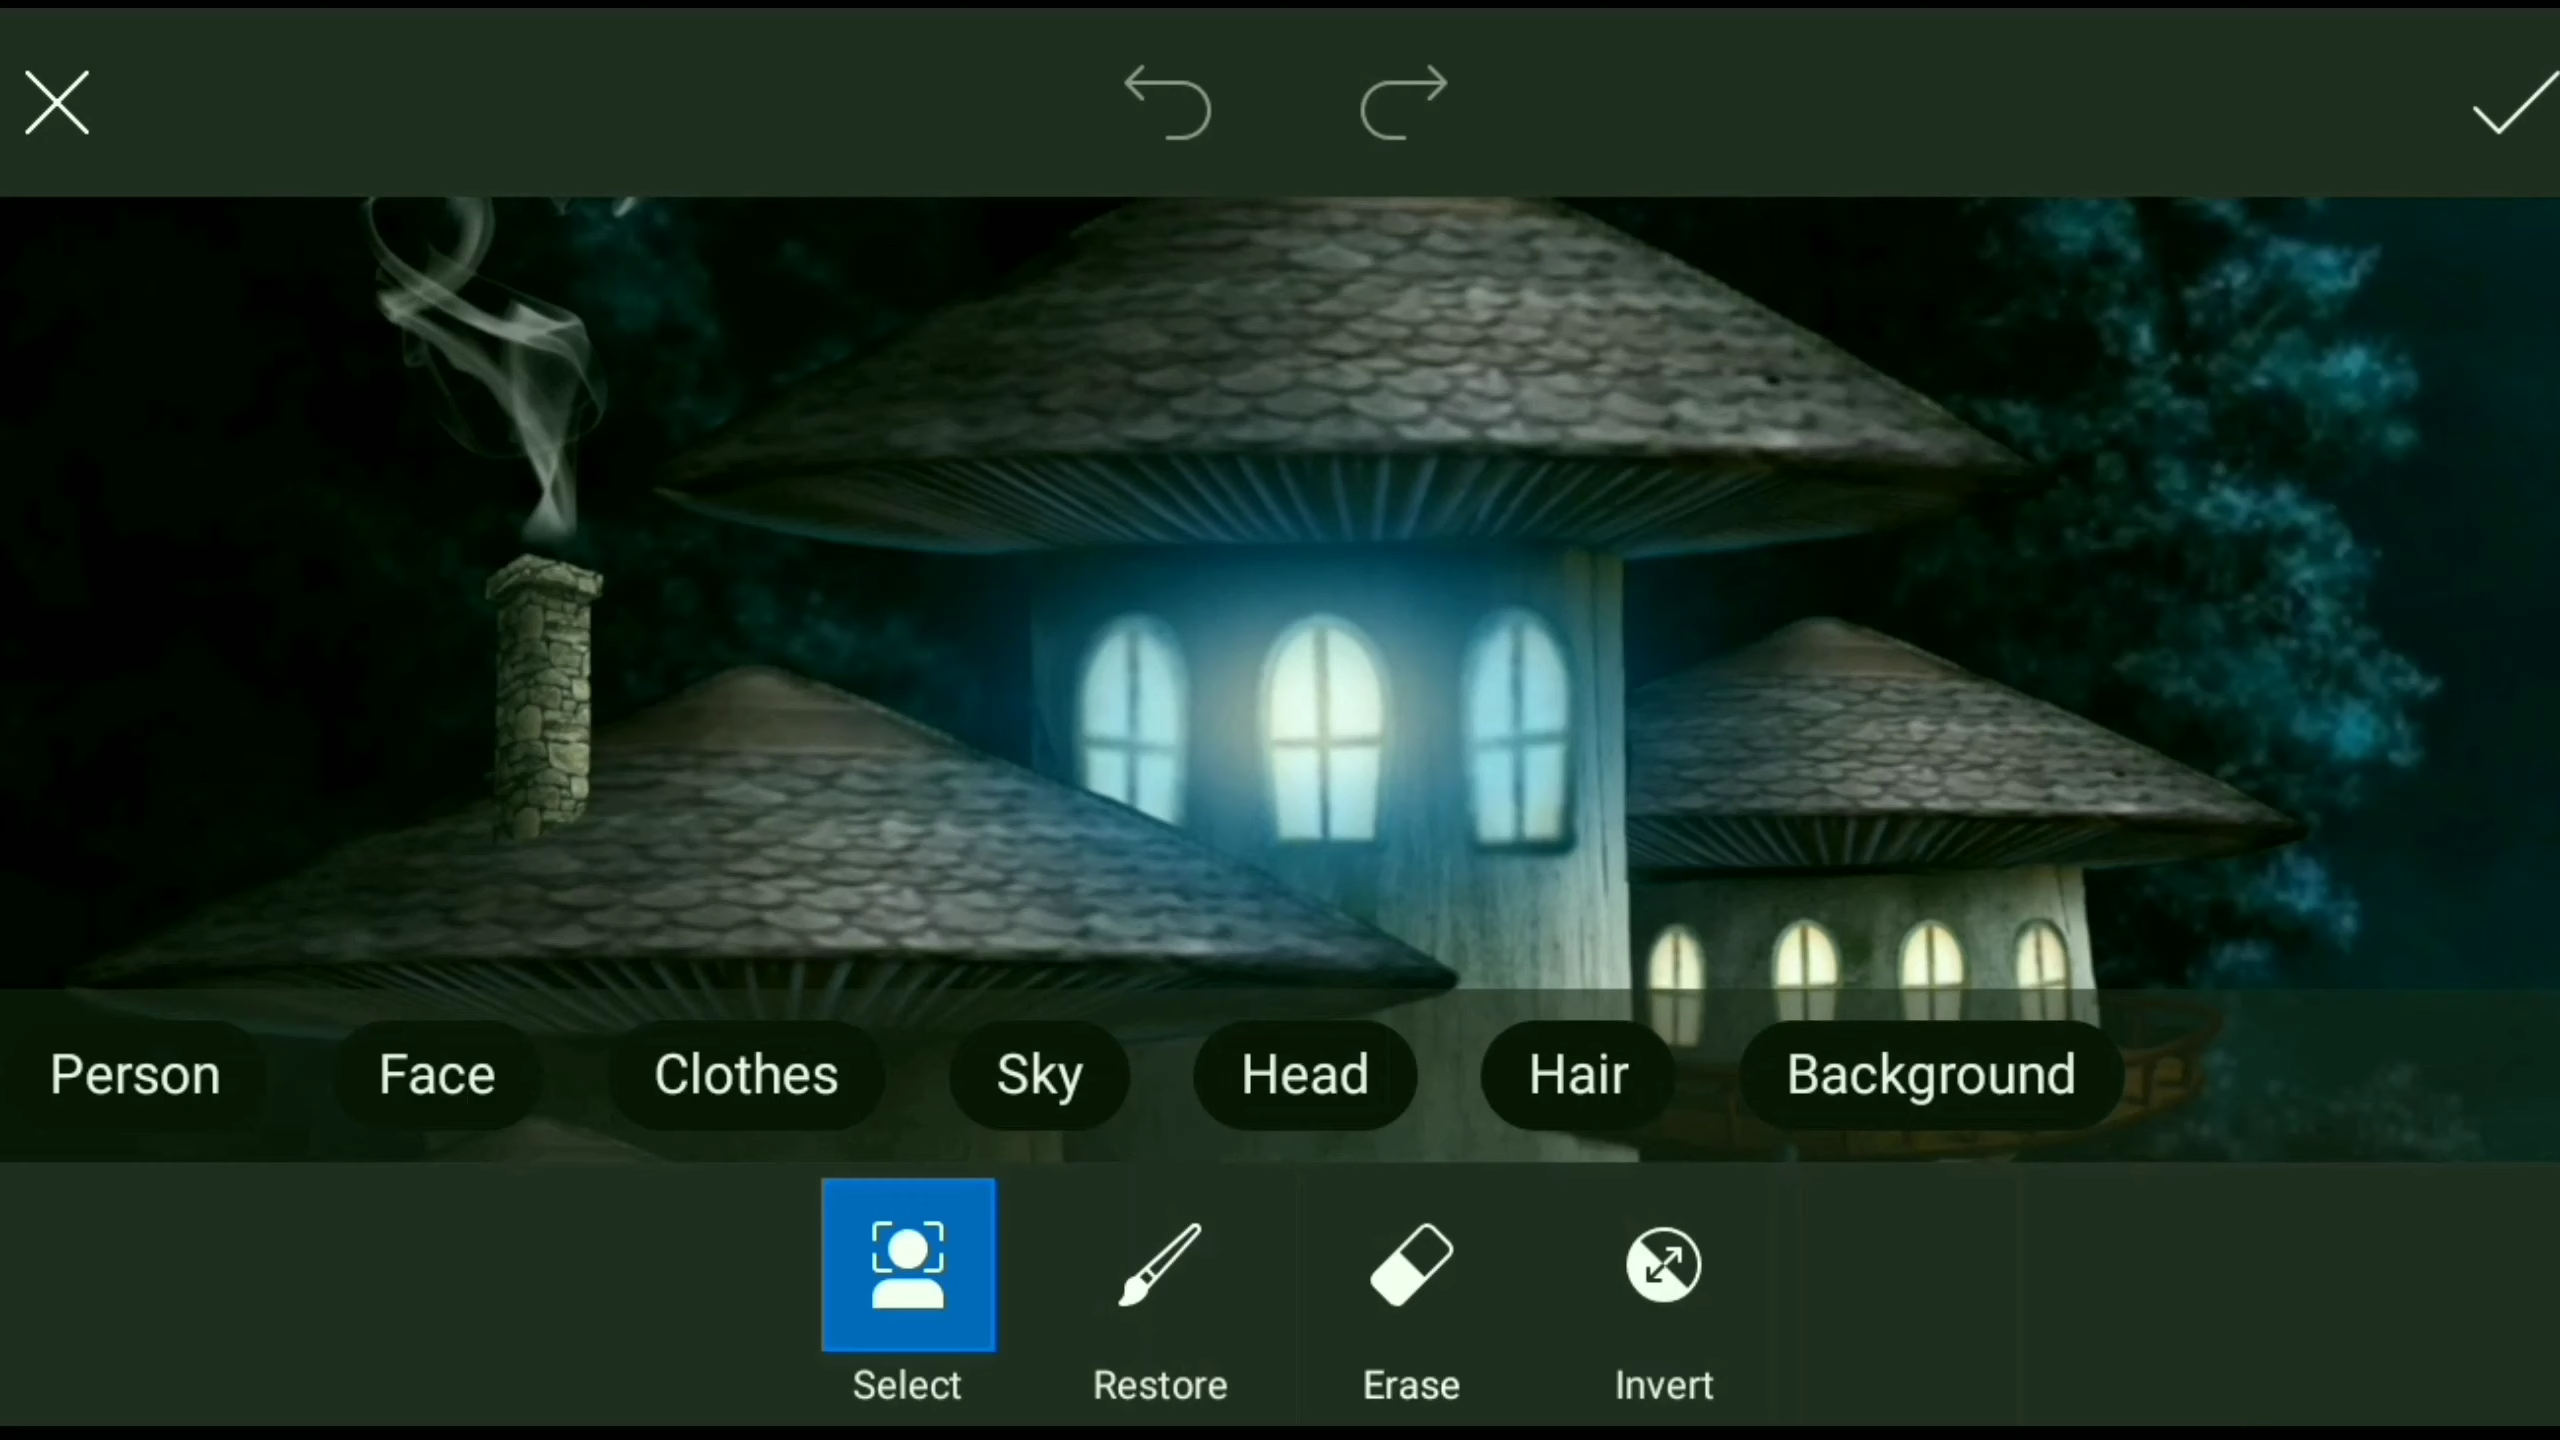 Person Face Clothes Sky Head Hair Background
Select Restore Erase Invert